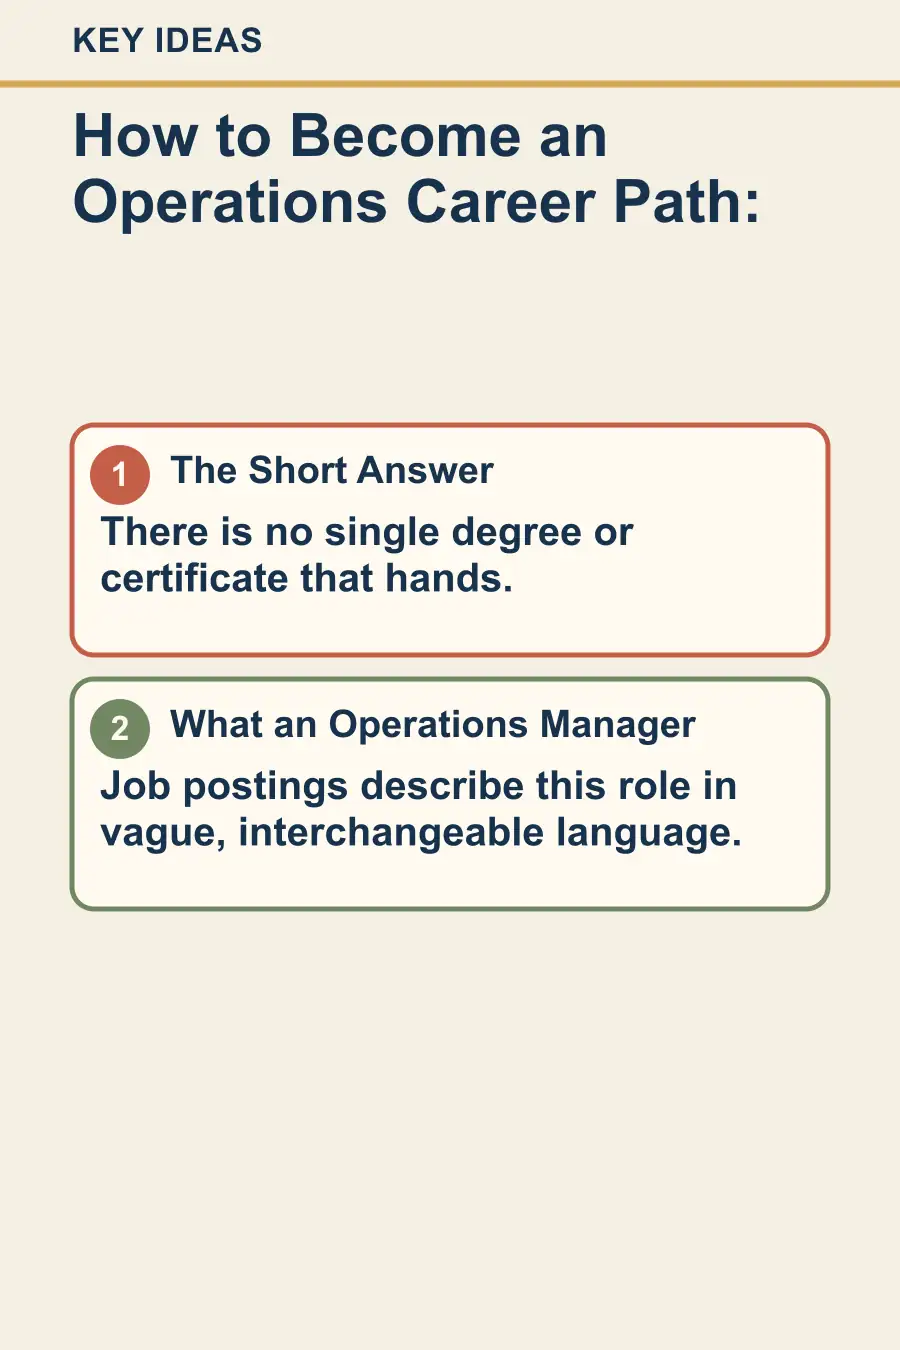 KEY IDEAS
How to Become an
Operations Career Path:
1 The Short Answer
There is no single degree or
certificate that hands.
2 What an Operations Manager
Job postings describe this role in
vague, interchangeable language.